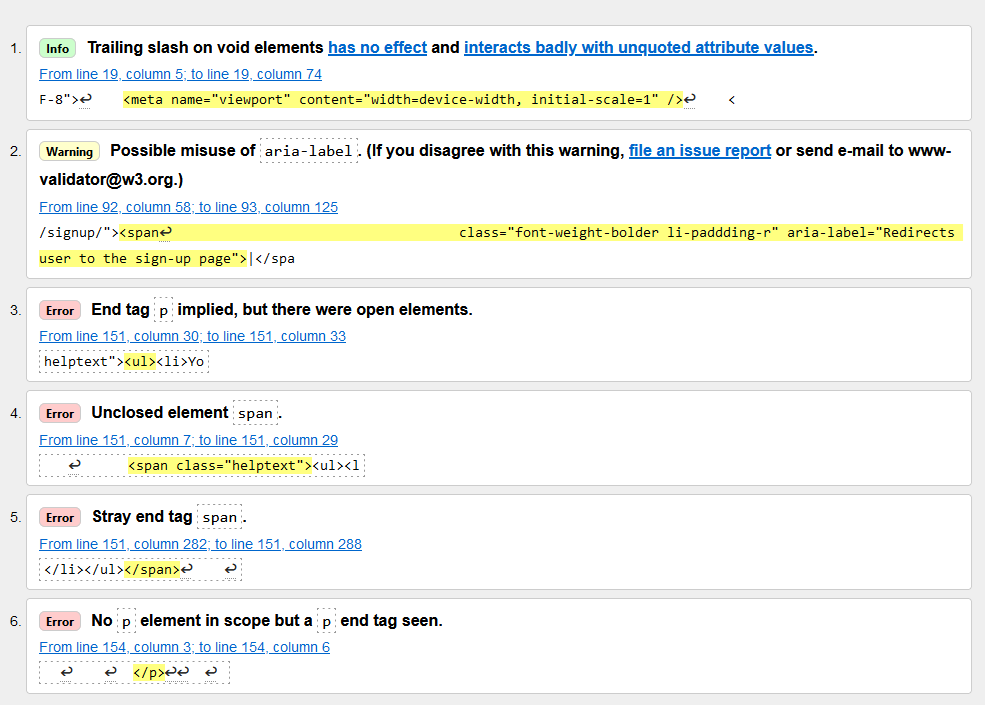 1. Info Trailing slash on void elements has no effect and interacts badly with unquoted attribute values.
From line 19, column 5; to line 19, column 74
F-8">↩    <meta name="viewport" content="width=device-width, initial-scale=1" />↩    <
2. Warning Possible misuse of aria-label. (If you disagree with this warning, file an issue report or send e-mail to www-
validator@w3.org.)
From line 92, column 58; to line 93, column 125
/signup/"><span↩                                   class="font-weight-bolder li-paddding-r" aria-label="Redirects
user to the sign-up page">|</spa
3. Error End tag p implied, but there were open elements.
From line 151, column 30; to line 151, column 33
helptext"><ul><li>Yo
4. Error Unclosed element span.
From line 151, column 7; to line 151, column 29
↩      <span class="helptext"><ul><l
5. Error Stray end tag span.
From line 151, column 282; to line 151, column 288
</li></ul></span>↩    ↩
6. Error No p element in scope but a p end tag seen.
From line 154, column 3; to line 154, column 6
↩    ↩  </p>↩↩  ↩